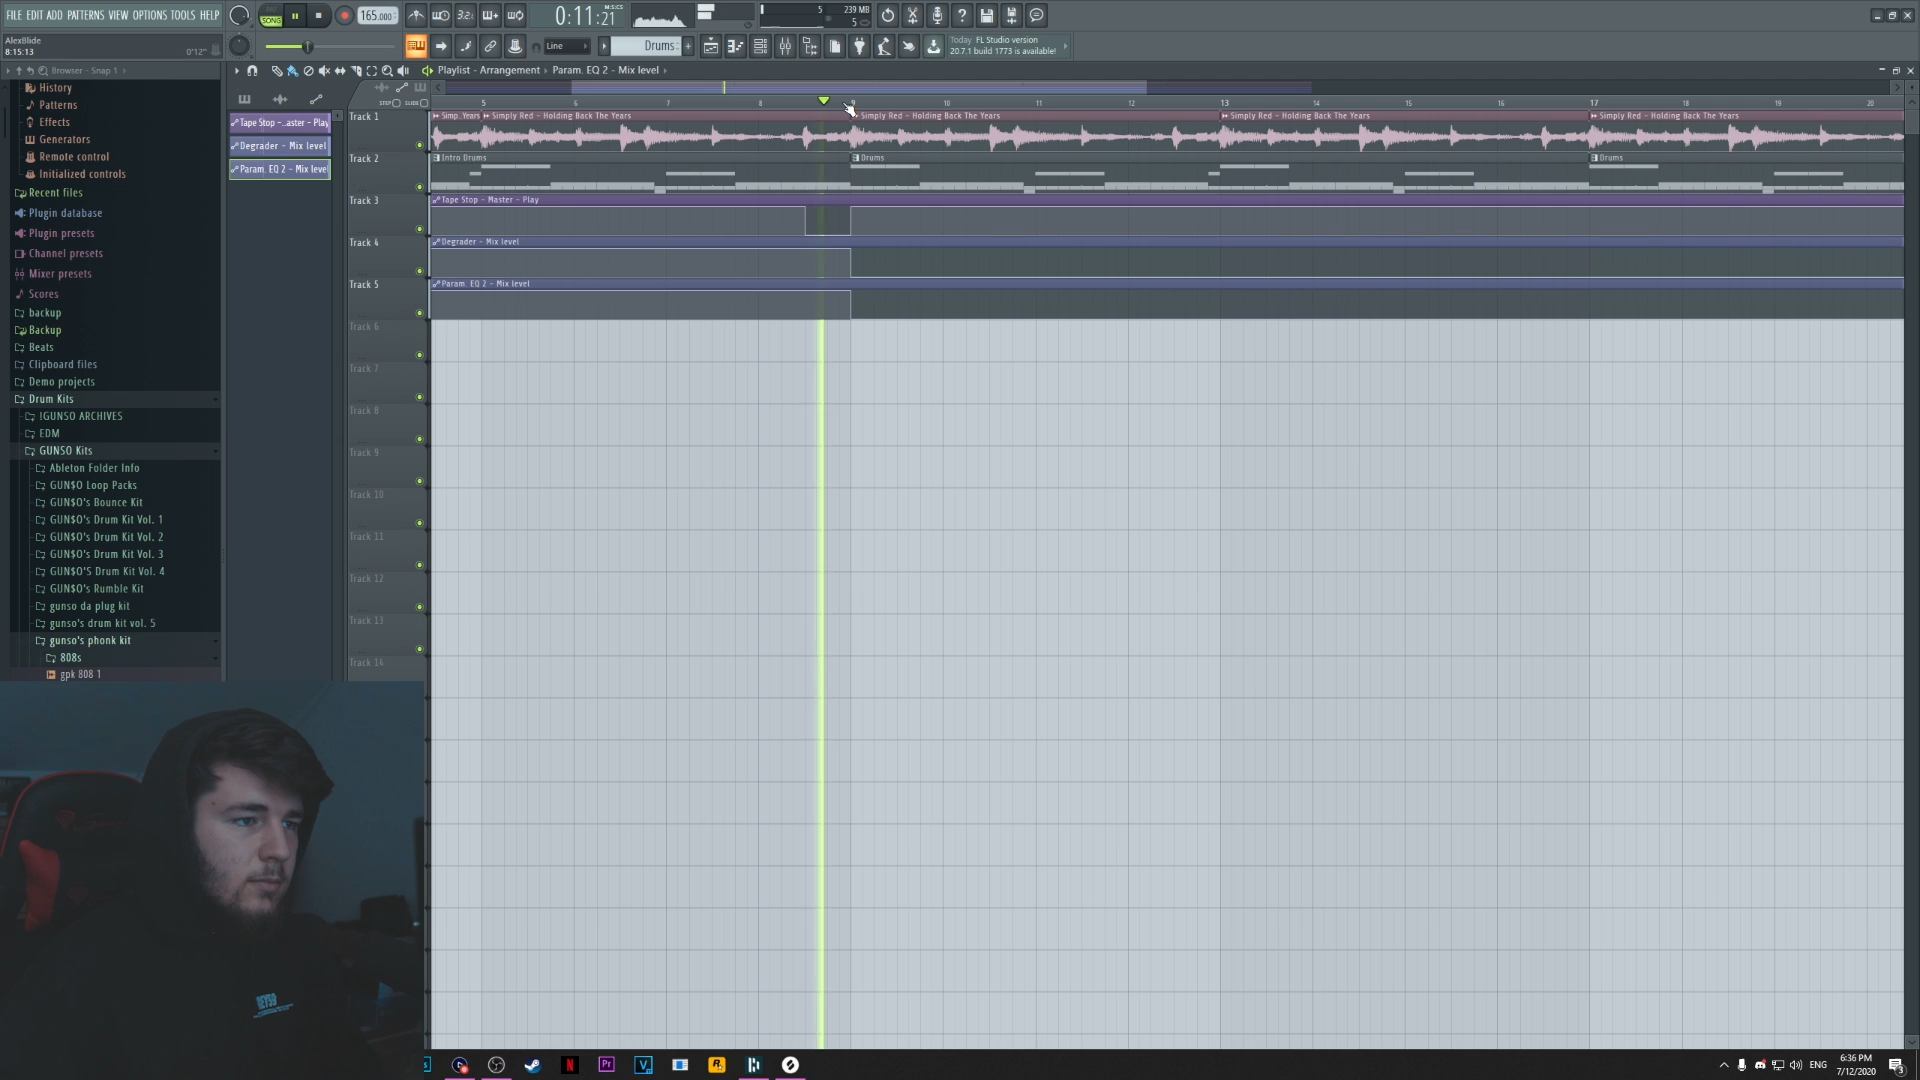 FILE EDIT ADD PATTERNS VIEW OPTIONS TOOLS HELP
SONG
165.000
3.2.
0:11:21
M:S:CS
5
239 MB
5
AlexBlide
8:15:13
0'12"
Line
Drums
Today FL Studio version
20.7.1 build 1773 is available!
Browser - Snap 1
Playlist - Arrangement › Param. EQ 2 - Mix level ›
History
Patterns
Effects
Generators
Remote control
Initialized controls
Recent files
Plugin database
Plugin presets
Channel presets
Mixer presets
Scores
backup
Backup
Beats
Clipboard files
Demo projects
Drum Kits
!GUNSO ARCHIVES
EDM
GUNSO Kits
Ableton Folder Info
GUN$O Loop Packs
GUN$O's Bounce Kit
GUN$O's Drum Kit Vol. 1
GUN$O's Drum Kit Vol. 2
GUN$O's Drum Kit Vol. 3
GUN$O'S Drum Kit Vol. 4
GUN$O's Rumble Kit
gunso da plug kit
gunso's drum kit vol. 5
gunso's phonk kit
808s
gpk 808 1
Tape Stop -..aster - Play
Degrader - Mix level
Param. EQ 2 - Mix level
STEP SLIDE
5 6 7 8 9 10 11 12 13 14 15 16 17 18 19 20
Track 1
Simp..Years
Simply Red - Holding Back The Years
Simply Red - Holding Back The Years
Simply Red - Holding Back The Years
Simply Red - Holding Back The Years
Track 2
Intro Drums
Drums
Drums
Track 3
Tape Stop - Master - Play
Track 4
Degrader - Mix level
Track 5
Param. EQ 2 - Mix level
Track 6
Track 7
Track 8
Track 9
Track 10
Track 11
Track 12
Track 13
Track 14
N
Pr
V
R
ENG
6:36 PM
7/12/2020
3